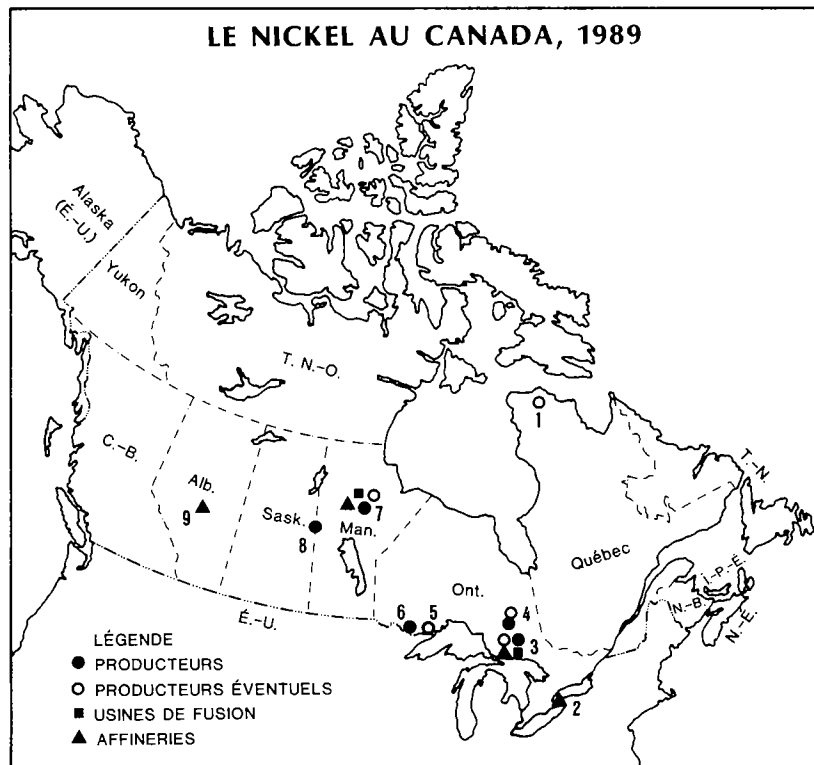 LE NICKEL AU CANADA, 1989
Alaska
(É.-U.)
Yukon
T. N.-O.
1
C.-B.
Alb.
9
Sask.
8
Man.
7
T.-N.
Québec
Ont.
I.-P.-É.
N.-B.
N.-É.
6
5
4
3
É.-U.
2
LÉGENDE
● PRODUCTEURS
○ PRODUCTEURS ÉVENTUELS
■ USINES DE FUSION
▲ AFFINERIES